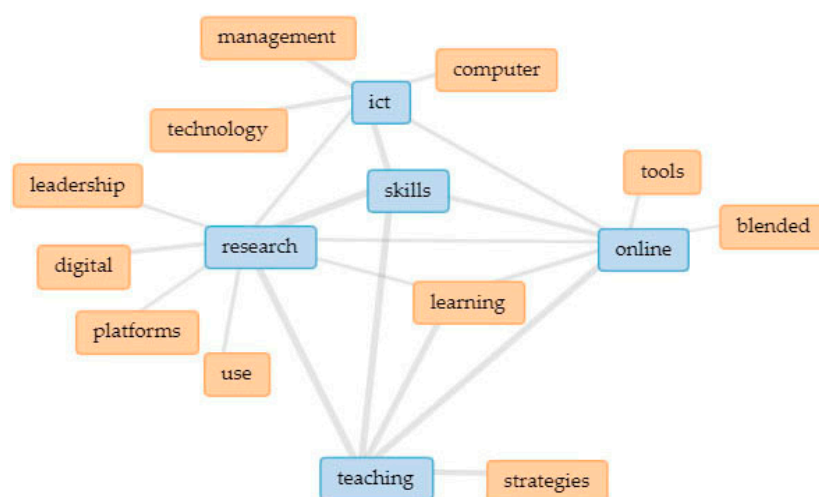 management
computer
ict
technology
tools
leadership
skills
blended
research
online
digital
learning
platforms
use
teaching
strategies